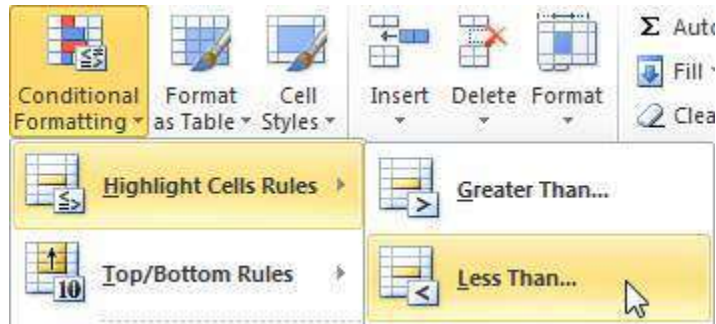 Conditional Formatting
Format as Table
Cell Styles
Insert
Delete
Format
Σ Auto
Fill
Clea
Highlight Cells Rules
Greater Than...
Top/Bottom Rules
Less Than...